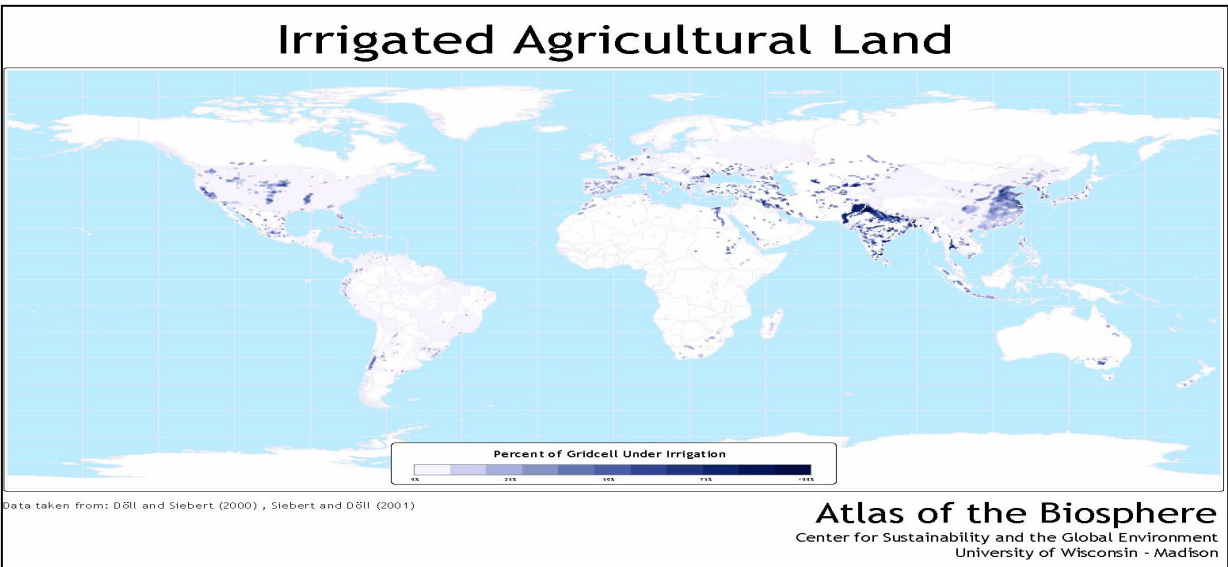 Irrigated Agricultural Land
Percent of Gridcell Under Irrigation
0% 25% 50% 75% 100%
Data taken from: Döll and Siebert (2000) , Siebert and Döll (2001)
Atlas of the Biosphere
Center for Sustainability and the Global Environment
University of Wisconsin - Madison